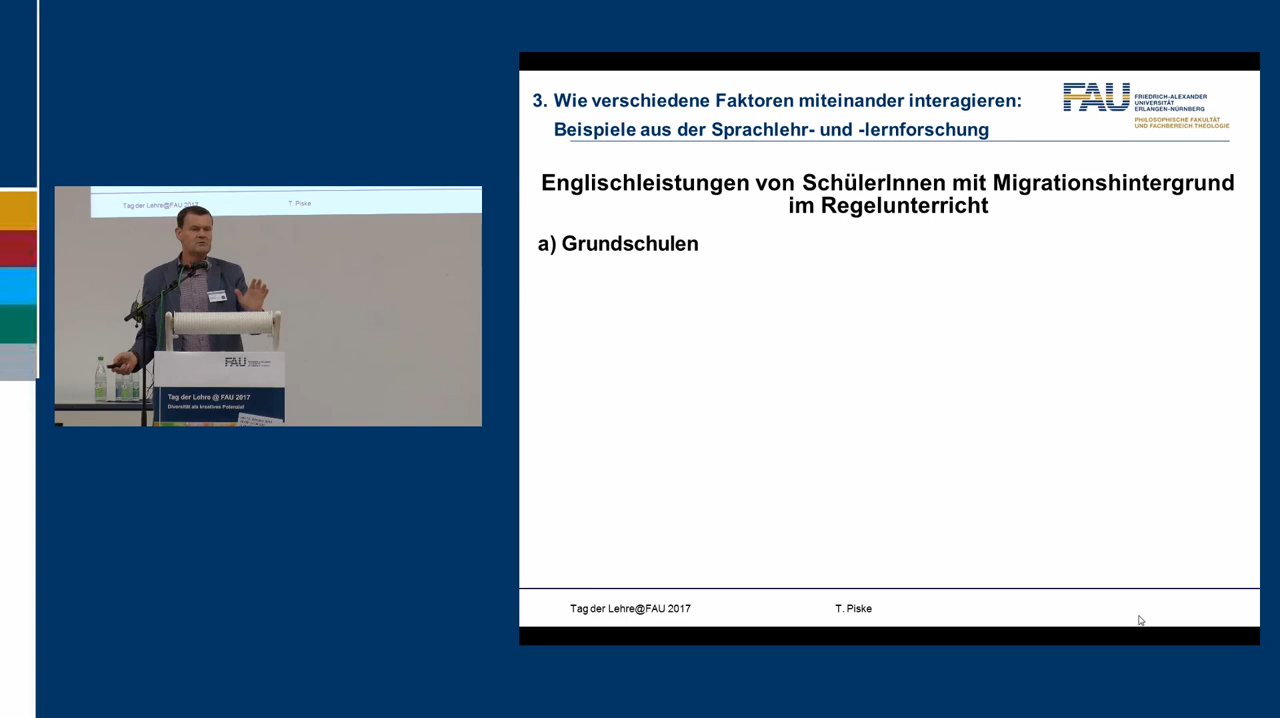 3. Wie verschiedene Faktoren miteinander interagieren:
Beispiele aus der Sprachlehr- und -lernforschung
FAU
FRIEDRICH-ALEXANDER
UNIVERSITÄT
ERLANGEN-NÜRNBERG
PHILOSOPHISCHE FAKULTÄT
UND FACHBEREICH THEOLOGIE
Englischleistungen von SchülerInnen mit Migrationshintergrund
im Regelunterricht
a) Grundschulen
Tag der Lehre@FAU 2017
T. Piske
Tag der Lehre@FAU 2017
T. Piske
FAU
Tag der Lehre @ FAU 2017
Diversität als kreatives Potenzial